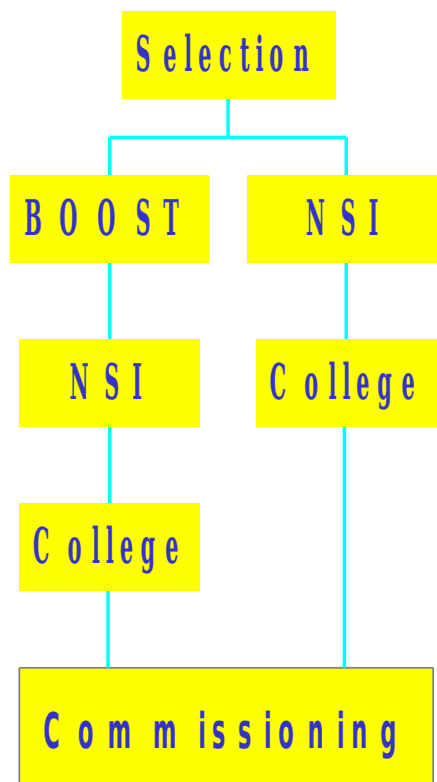 Selection
BOOST
NSI
NSI
College
College
Commissioning